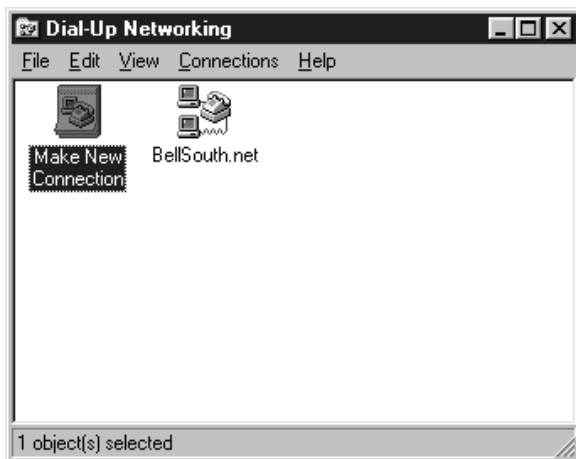 Dial-Up Networking
File Edit View Connections Help
Make New
Connection
BellSouth.net
1 object(s) selected